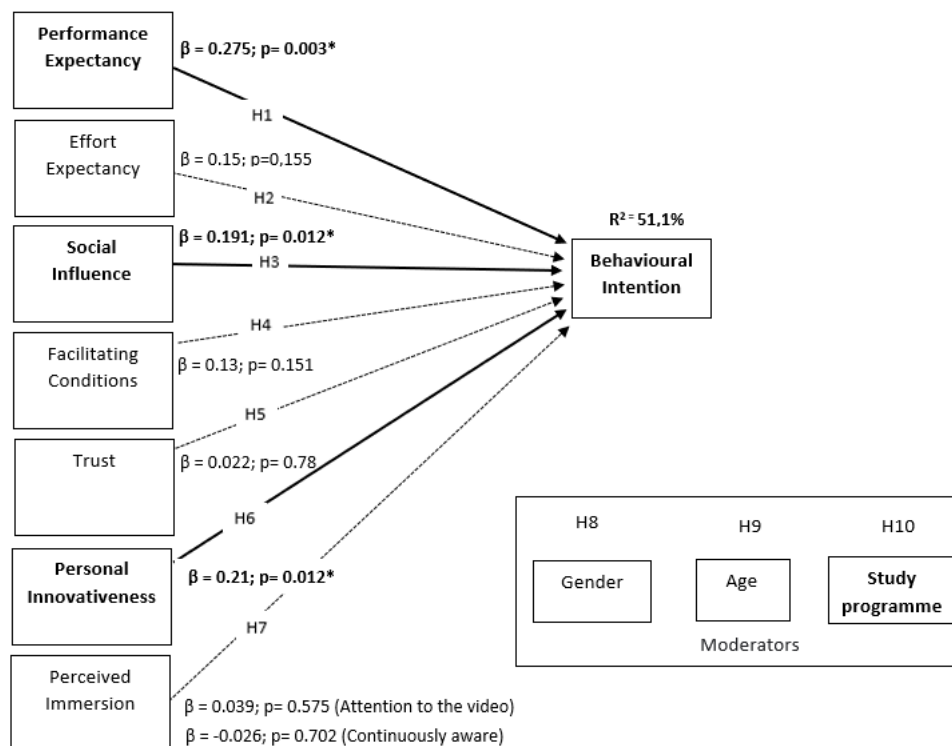 Performance
Expectancy
β = 0.275; p= 0.003*
H1
Effort
Expectancy
β = 0.15; p=0,155
H2
Social
Influence
β = 0.191; p= 0.012*
H3
R² = 51,1%
Behavioural
Intention
Facilitating
Conditions
H4
β = 0.13; p= 0.151
Trust
H5
β = 0.022; p= 0.78
Personal
Innovativeness
H6
β = 0.21; p= 0.012*
Perceived
Immersion
H7
β = 0.039; p= 0.575 (Attention to the video)
β = -0.026; p= 0.702 (Continuously aware)
H8
H9
H10
Gender
Age
Study
programme
Moderators